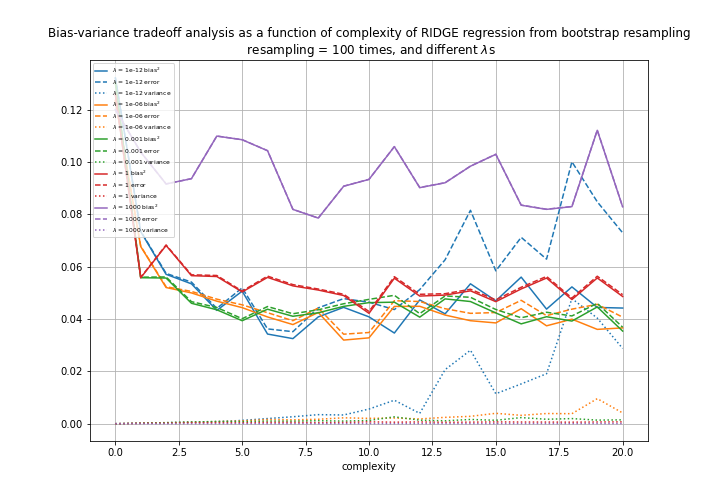 Bias-variance tradeoff analysis as a function of complexity of RIDGE regression from bootstrap resampling
resampling = 100 times, and different λs
λ = 1e-12 bias²
λ = 1e-12 error
λ = 1e-12 variance
λ = 1e-06 bias²
λ = 1e-06 error
λ = 1e-06 variance
λ = 0.001 bias²
λ = 0.001 error
λ = 0.001 variance
λ = 1 bias²
λ = 1 error
λ = 1 variance
λ = 1000 bias²
λ = 1000 error
λ = 1000 variance
0.12
0.10
0.08
0.06
0.04
0.02
0.00
0.0 2.5 5.0 7.5 10.0 12.5 15.0 17.5 20.0
complexity